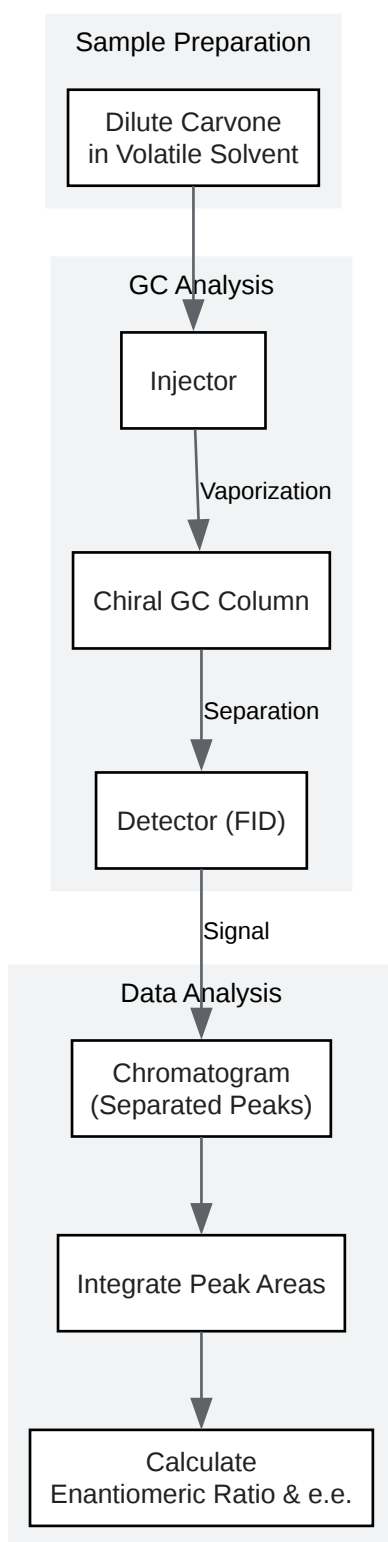 Sample Preparation
Dilute Carvone
in Volatile Solvent
GC Analysis
Injector
Vaporization
Chiral GC Column
Separation
Detector (FID)
Signal
Data Analysis
Chromatogram
(Separated Peaks)
Integrate Peak Areas
Calculate
Enantiomeric Ratio & e.e.